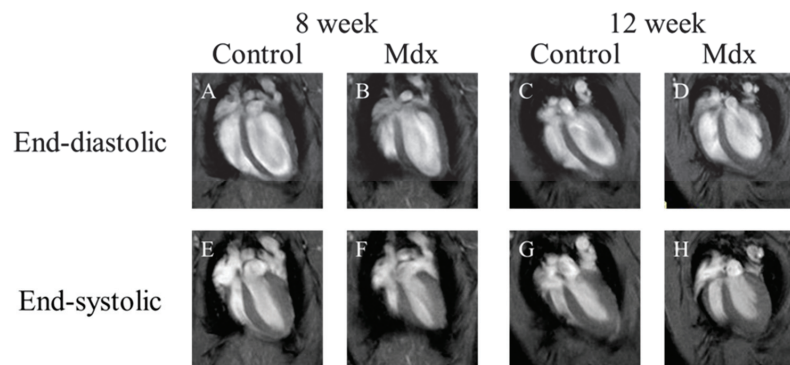 8 week 12 week
Control Mdx Control Mdx
End-diastolic A B C D
End-systolic E F G H